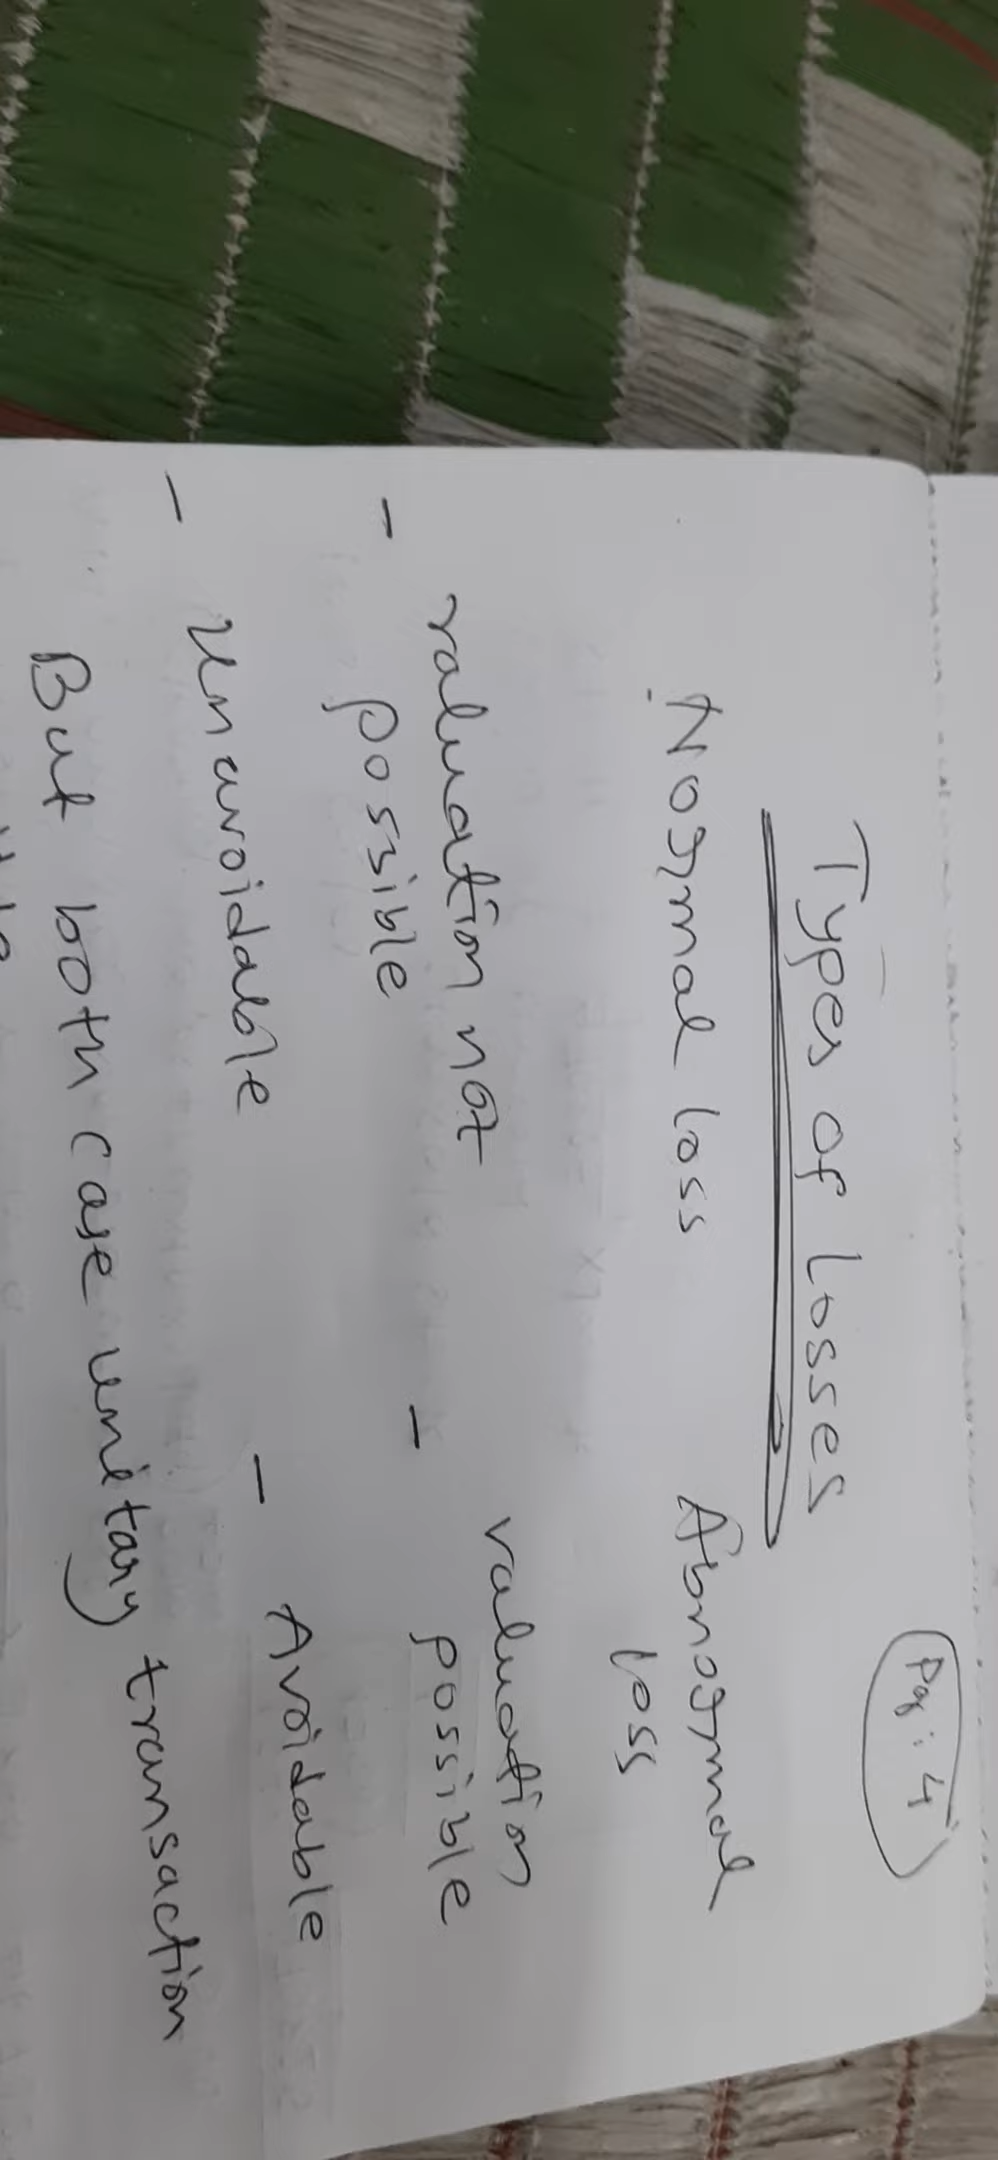 Pg: 4
Types of Losses
Normal loss
Abnormal loss
- valuation not possible
- valuation possible
- Unavoidable
- Avoidable
But both case unitary transaction